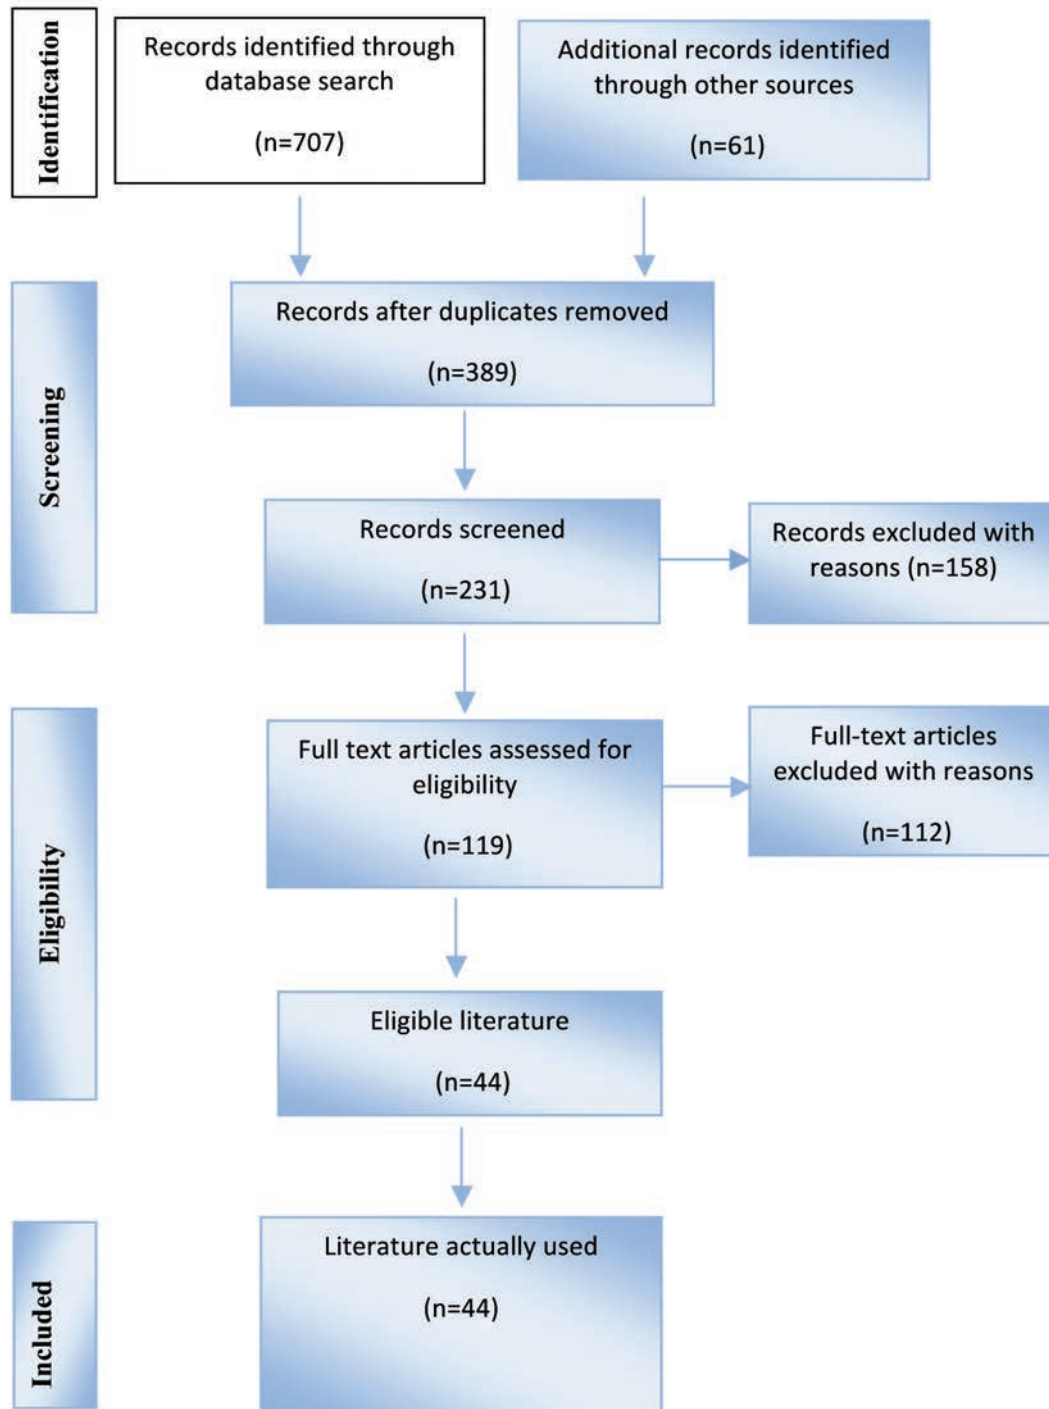 Identification
Records identified through
database search
(n=707)
Additional records identified
through other sources
(n=61)
Screening
Records after duplicates removed
(n=389)
Records screened
(n=231)
Records excluded with
reasons (n=158)
Eligibility
Full text articles assessed for
eligibility
(n=119)
Full-text articles
excluded with reasons
(n=112)
Eligible literature
(n=44)
Included
Literature actually used
(n=44)